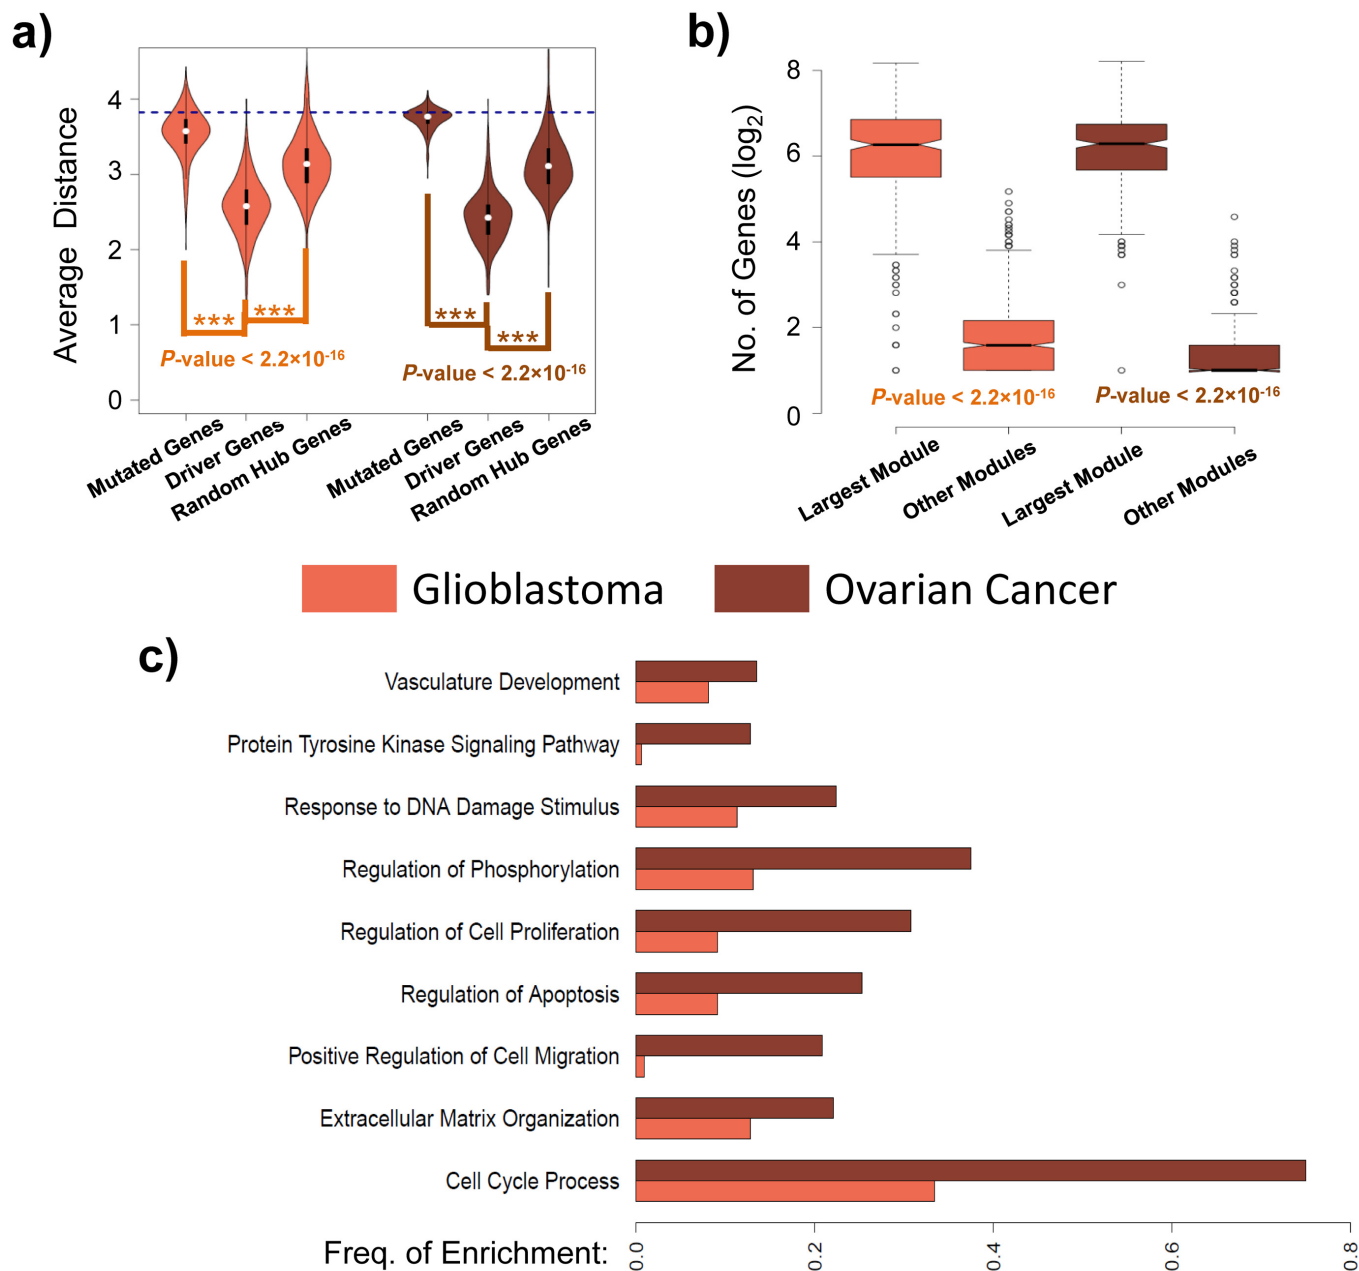 a)
Average Distance
4
3
2
1
0
***
***
P-value < 2.2×10-16
***
***
P-value < 2.2×10-16
Mutated Genes
Driver Genes
Random Hub Genes
Mutated Genes
Driver Genes
Random Hub Genes
b)
No. of Genes (log2)
8
6
4
2
0
P-value < 2.2×10-16
P-value < 2.2×10-16
Largest Module
Other Modules
Largest Module
Other Modules
Glioblastoma
Ovarian Cancer
c)
Vasculature Development
Protein Tyrosine Kinase Signaling Pathway
Response to DNA Damage Stimulus
Regulation of Phosphorylation
Regulation of Cell Proliferation
Regulation of Apoptosis
Positive Regulation of Cell Migration
Extracellular Matrix Organization
Cell Cycle Process
Freq. of Enrichment:
0.0
0.2
0.4
0.6
0.8